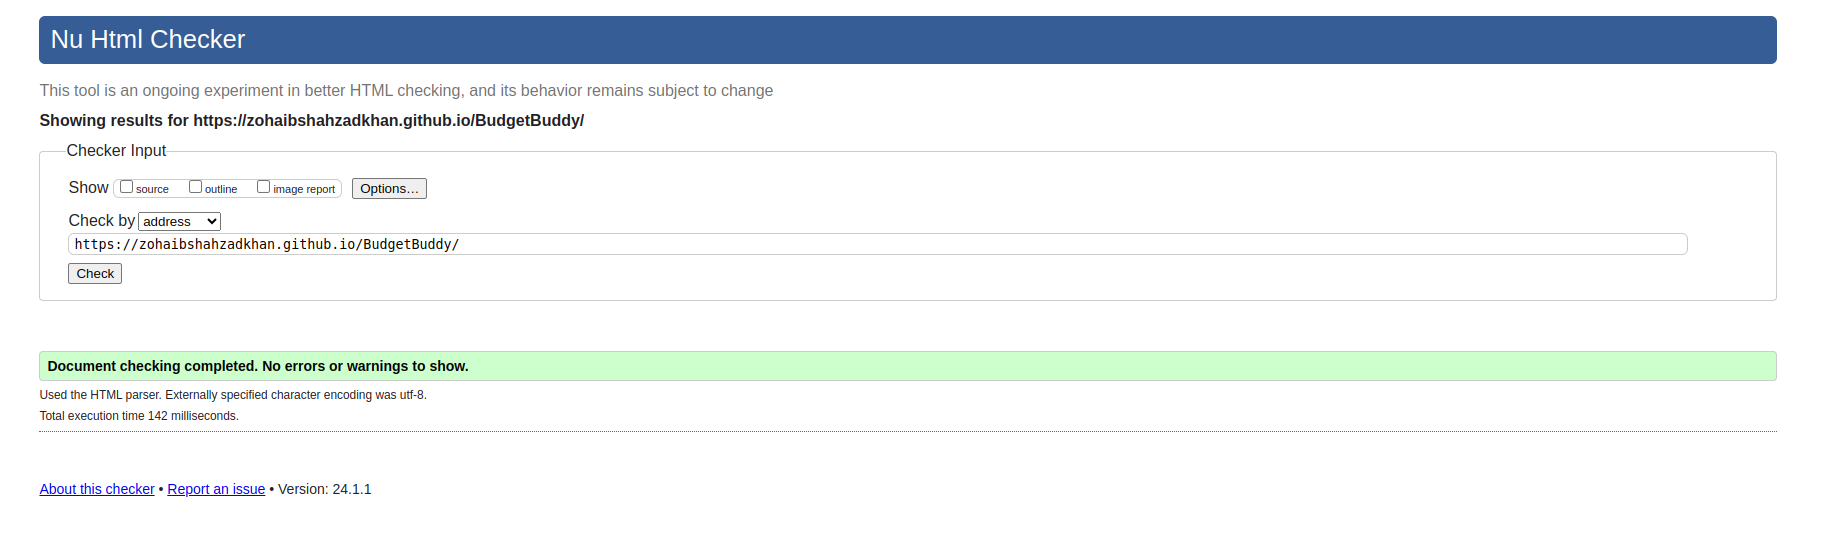 Nu Html Checker
This tool is an ongoing experiment in better HTML checking, and its behavior remains subject to change
Showing results for https://zohaibshahzadkhan.github.io/BudgetBuddy/
Checker Input
Show source outline image report Options…
Check by address
https://zohaibshahzadkhan.github.io/BudgetBuddy/
Check
Document checking completed. No errors or warnings to show.
Used the HTML parser. Externally specified character encoding was utf-8.
Total execution time 142 milliseconds.
About this checker • Report an issue • Version: 24.1.1